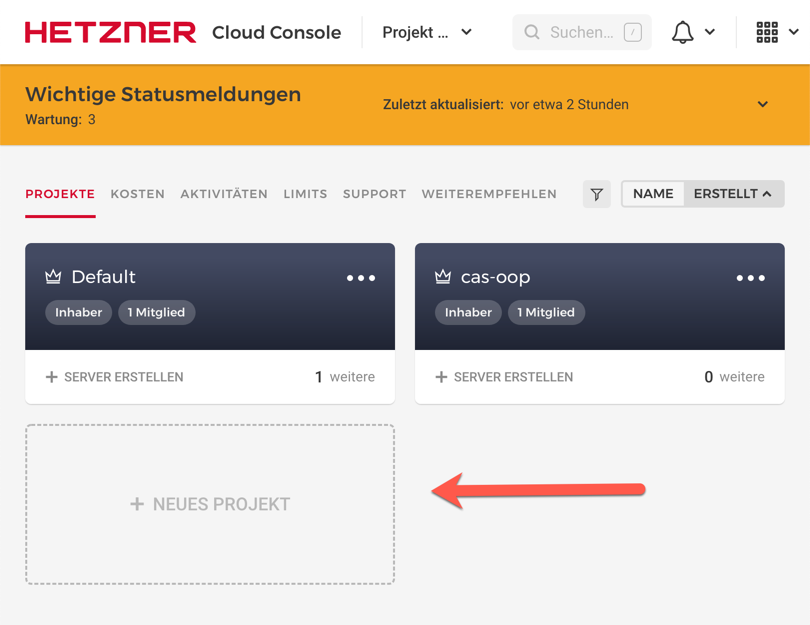 HETZNER Cloud Console Projekt ... Suchen... /
Wichtige Statusmeldungen
Wartung: 3
Zuletzt aktualisiert: vor etwa 2 Stunden
PROJEKTE KOSTEN AKTIVITÄTEN LIMITS SUPPORT WEITEREMPFEHLEN NAME ERSTELLT
Default
Inhaber 1 Mitglied
+ SERVER ERSTELLEN 1 weitere
cas-oop
Inhaber 1 Mitglied
+ SERVER ERSTELLEN 0 weitere
+ NEUES PROJEKT